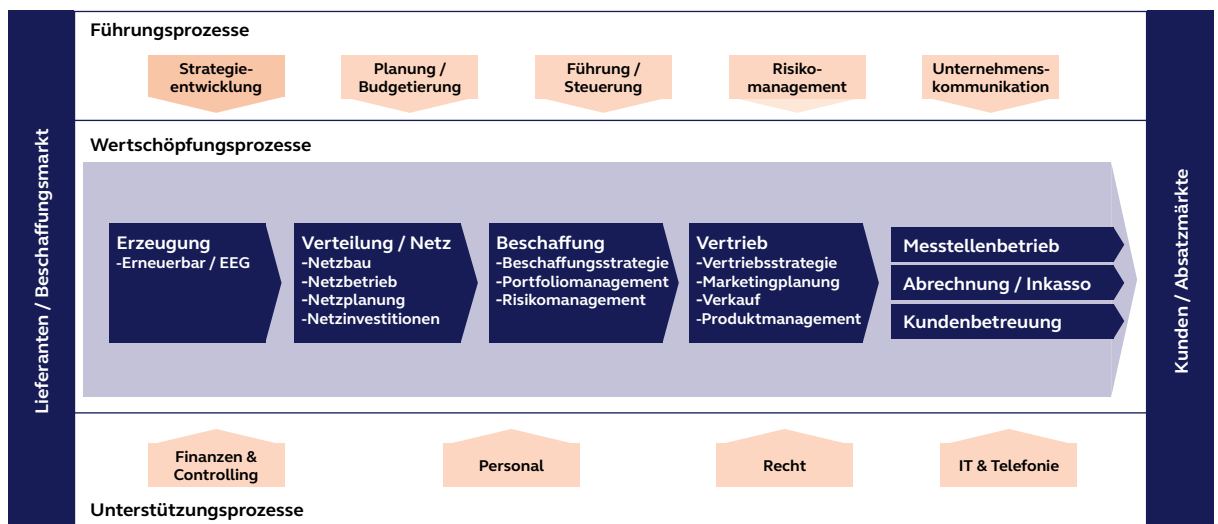 Lieferanten / Beschaffungsmarkt
Führungsprozesse
Strategie-
entwicklung
Planung /
Budgetierung
Führung /
Steuerung
Risiko-
management
Unternehmens-
kommunikation
Wertschöpfungsprozesse
Erzeugung
-Erneuerbar / EEG
Verteilung / Netz
-Netzbau
-Netzbetrieb
-Netzplanung
-Netzinvestitionen
Beschaffung
-Beschaffungsstrategie
-Portfoliomanagement
-Risikomanagement
Vertrieb
-Vertriebsstrategie
-Marketingplanung
-Verkauf
-Produktmanagement
Messtellenbetrieb
Abrechnung / Inkasso
Kundenbetreuung
Finanzen &
Controlling
Personal
Recht
IT & Telefonie
Unterstützungsprozesse
Kunden / Absatzmärkte